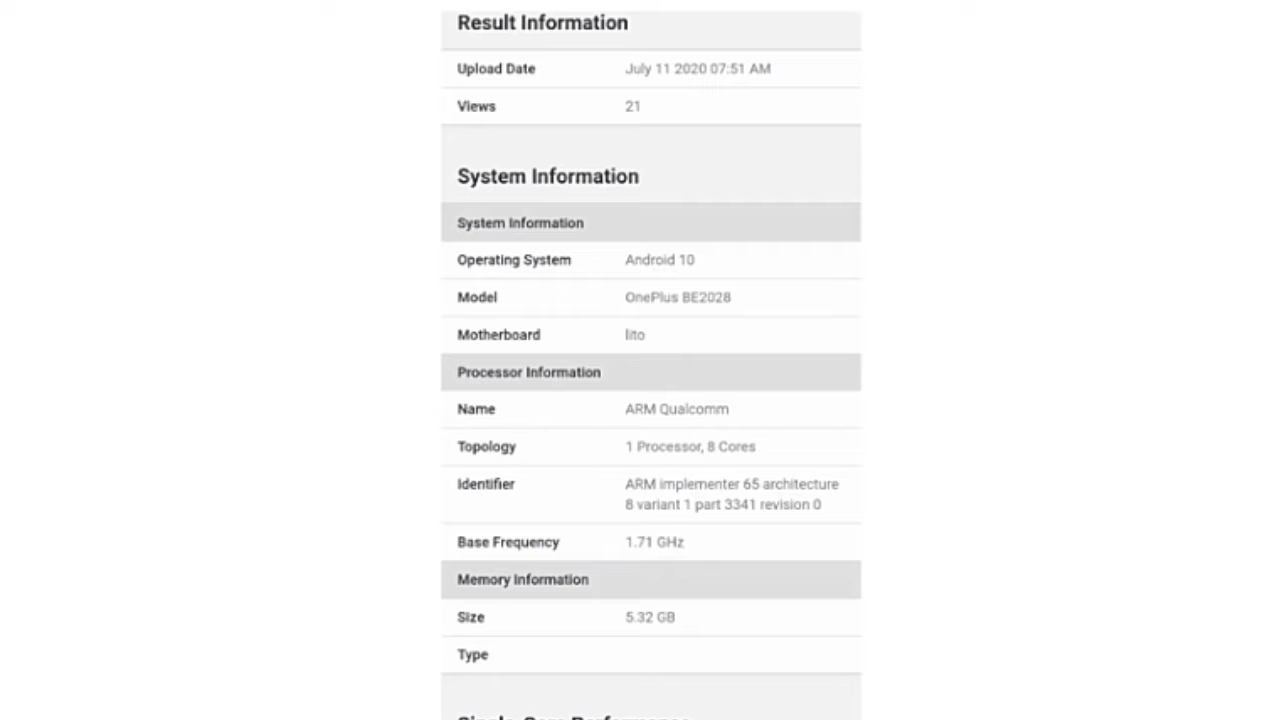 Result Information
Upload Date July 11 2020 07:51 AM
Views 21
System Information
System Information
Operating System Android 10
Model OnePlus BE2028
Motherboard lito
Processor Information
Name ARM Qualcomm
Topology 1 Processor, 8 Cores
Identifier ARM implementer 65 architecture
8 variant 1 part 3341 revision 0
Base Frequency 1.71 GHz
Memory Information
Size 5.32 GB
Type
Single-Core Performance